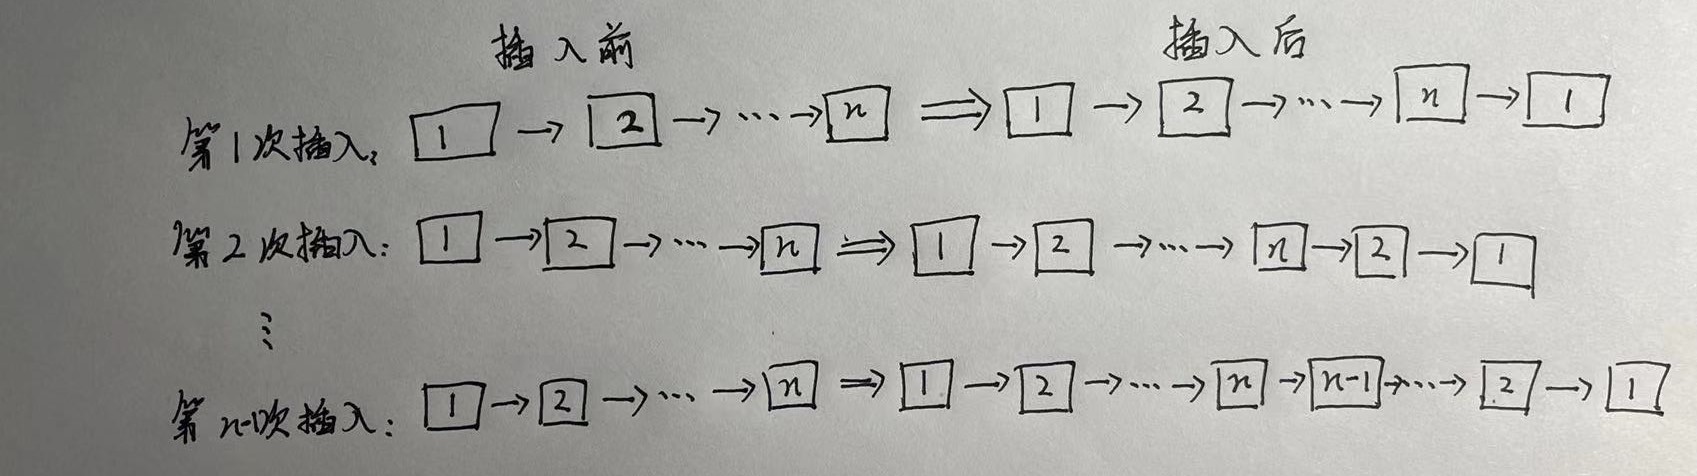 插入前 插入后
第1次插入: 1 → 2 → ... → n ⇒ 1 → 2 → ... → n → 1
第2次插入: 1 → 2 → ... → n ⇒ 1 → 2 → ... → n → 2 → 1
⋮
第n-1次插入: 1 → 2 → ... → n ⇒ 1 → 2 → ... → n → n-1 → ... → 2 → 1